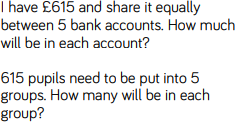 I have £615 and share it equally
between 5 bank accounts. How much
will be in each account?
615 pupils need to be put into 5
groups. How many will be in each
group?